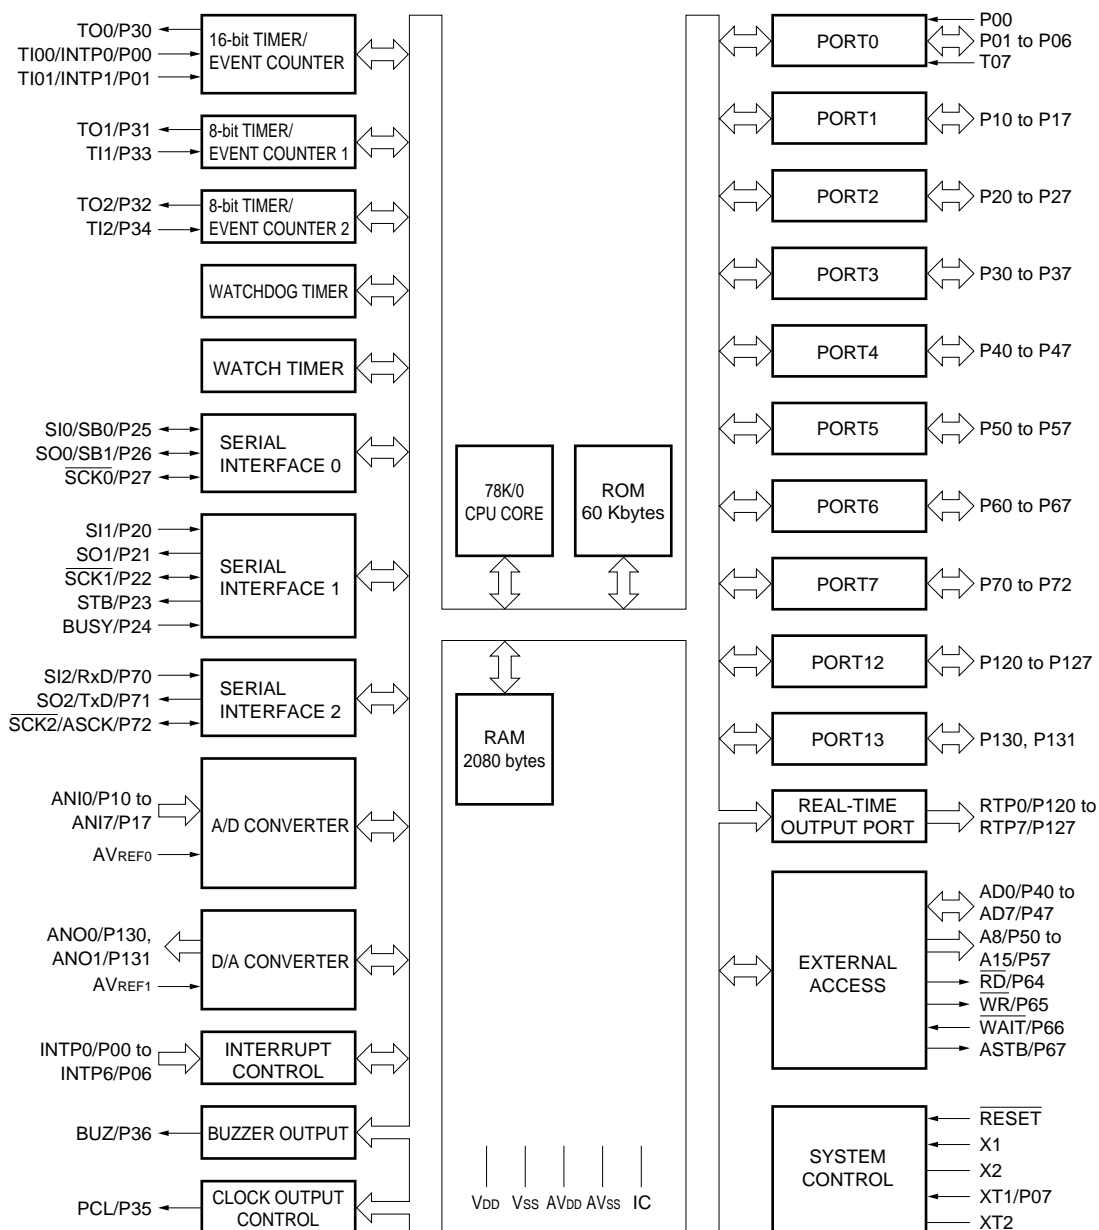 TO0/P30
TI00/INTP0/P00
TI01/INTP1/P01
16-bit TIMER/
EVENT COUNTER
TO1/P31
TI1/P33
8-bit TIMER/
EVENT COUNTER 1
TO2/P32
TI2/P34
8-bit TIMER/
EVENT COUNTER 2
WATCHDOG TIMER
WATCH TIMER
SI0/SB0/P25
SO0/SB1/P26
SCK0/P27
SERIAL
INTERFACE 0
SI1/P20
SO1/P21
SCK1/P22
STB/P23
BUSY/P24
SERIAL
INTERFACE 1
SI2/RxD/P70
SO2/TxD/P71
SCK2/ASCK/P72
SERIAL
INTERFACE 2
ANI0/P10 to
ANI7/P17
AVREF0
A/D CONVERTER
ANO0/P130,
ANO1/P131
AVREF1
D/A CONVERTER
INTP0/P00 to
INTP6/P06
INTERRUPT
CONTROL
BUZ/P36
BUZZER OUTPUT
PCL/P35
CLOCK OUTPUT
CONTROL
78K/0
CPU CORE
ROM
60 Kbytes
RAM
2080 bytes
VDD VSS AVDD AVSS IC
PORT0
P00
P01 to P06
T07
PORT1
P10 to P17
PORT2
P20 to P27
PORT3
P30 to P37
PORT4
P40 to P47
PORT5
P50 to P57
PORT6
P60 to P67
PORT7
P70 to P72
PORT12
P120 to P127
PORT13
P130, P131
REAL-TIME
OUTPUT PORT
RTP0/P120 to
RTP7/P127
EXTERNAL
ACCESS
AD0/P40 to
AD7/P47
A8/P50 to
A15/P57
RD/P64
WR/P65
WAIT/P66
ASTB/P67
SYSTEM
CONTROL
RESET
X1
X2
XT1/P07
XT2